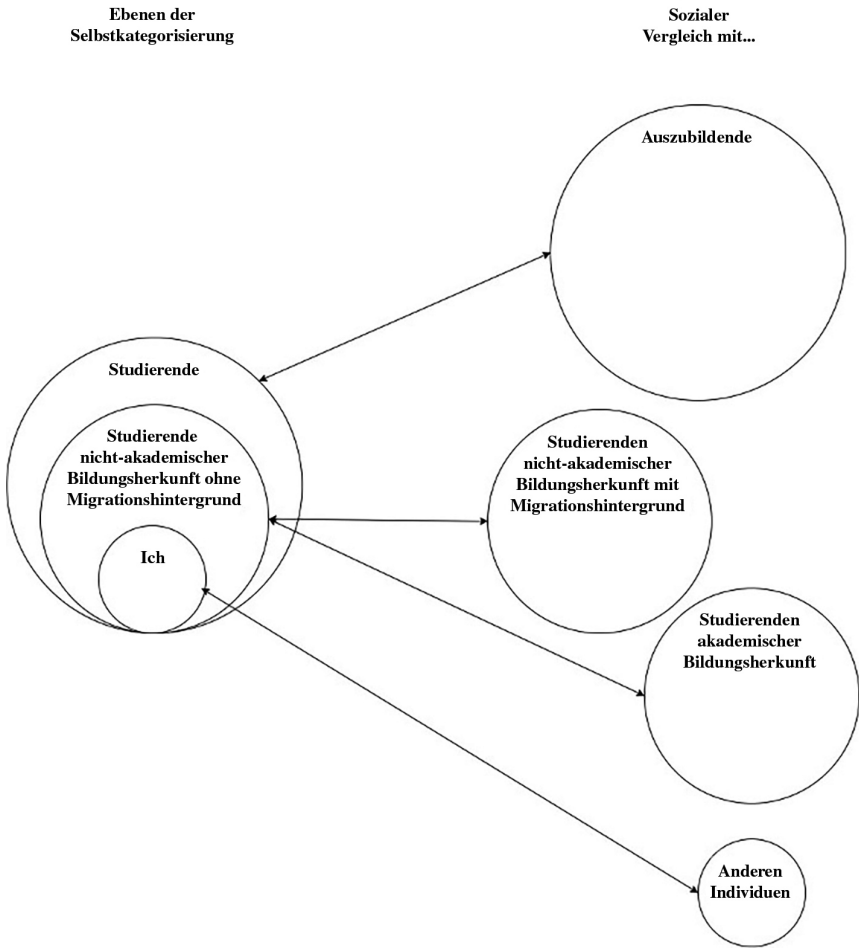 Ebenen der
Selbstkategorisierung
Sozialer
Vergleich mit...
Auszubildende
Studierende
Studierende
nicht-akademischer
Bildungsherkunft ohne
Migrationshintergrund
Ich
Studierenden
nicht-akademischer
Bildungsherkunft mit
Migrationshintergrund
Studierenden
akademischer
Bildungsherkunft
Anderen
Individuen